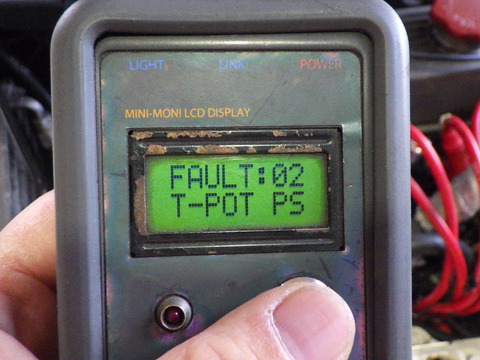 LIGHT LINK POWER
MINI-MONI LCD DISPLAY
FAULT:02
T-POT PS